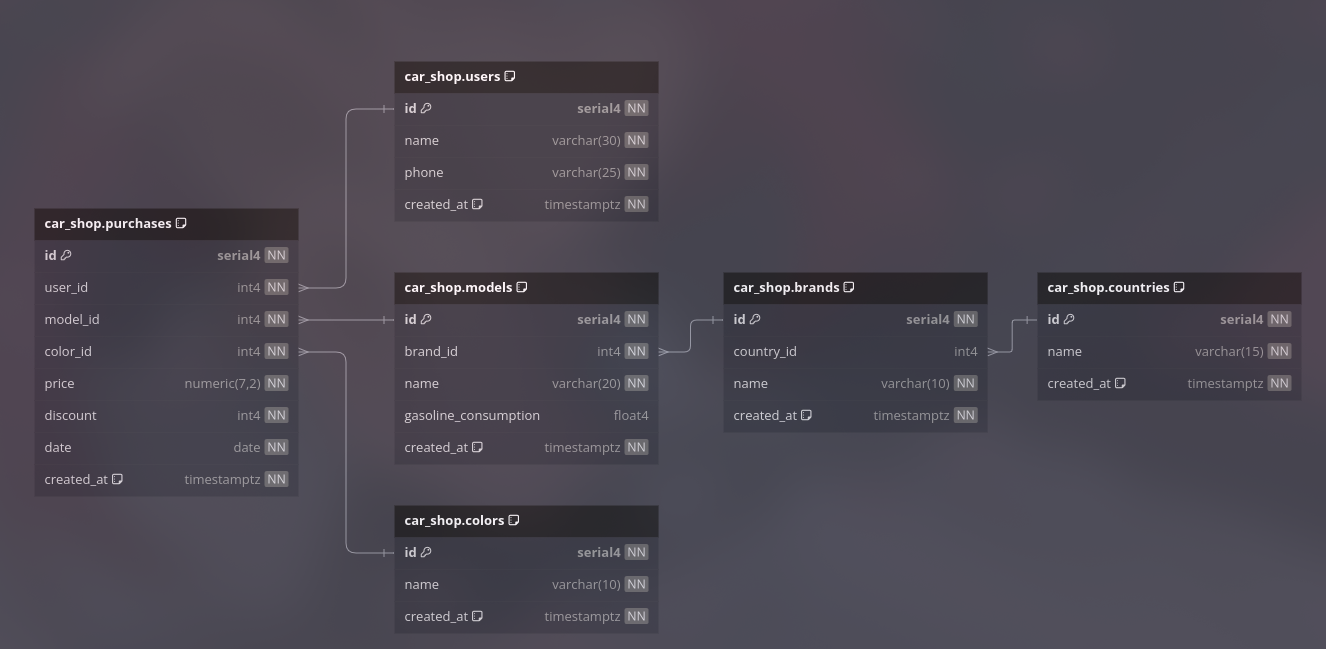 car_shop.users
id serial4 NN
name varchar(30) NN
phone varchar(25) NN
created_at timestamptz NN
car_shop.purchases
id serial4 NN
user_id int4 NN
model_id int4 NN
color_id int4 NN
price numeric(7,2) NN
discount int4 NN
date date NN
created_at timestamptz NN
car_shop.models
id serial4 NN
brand_id int4 NN
name varchar(20) NN
gasoline_consumption float4
created_at timestamptz NN
car_shop.brands
id serial4 NN
country_id int4
name varchar(10) NN
created_at timestamptz NN
car_shop.countries
id serial4 NN
name varchar(15) NN
created_at timestamptz NN
car_shop.colors
id serial4 NN
name varchar(10) NN
created_at timestamptz NN